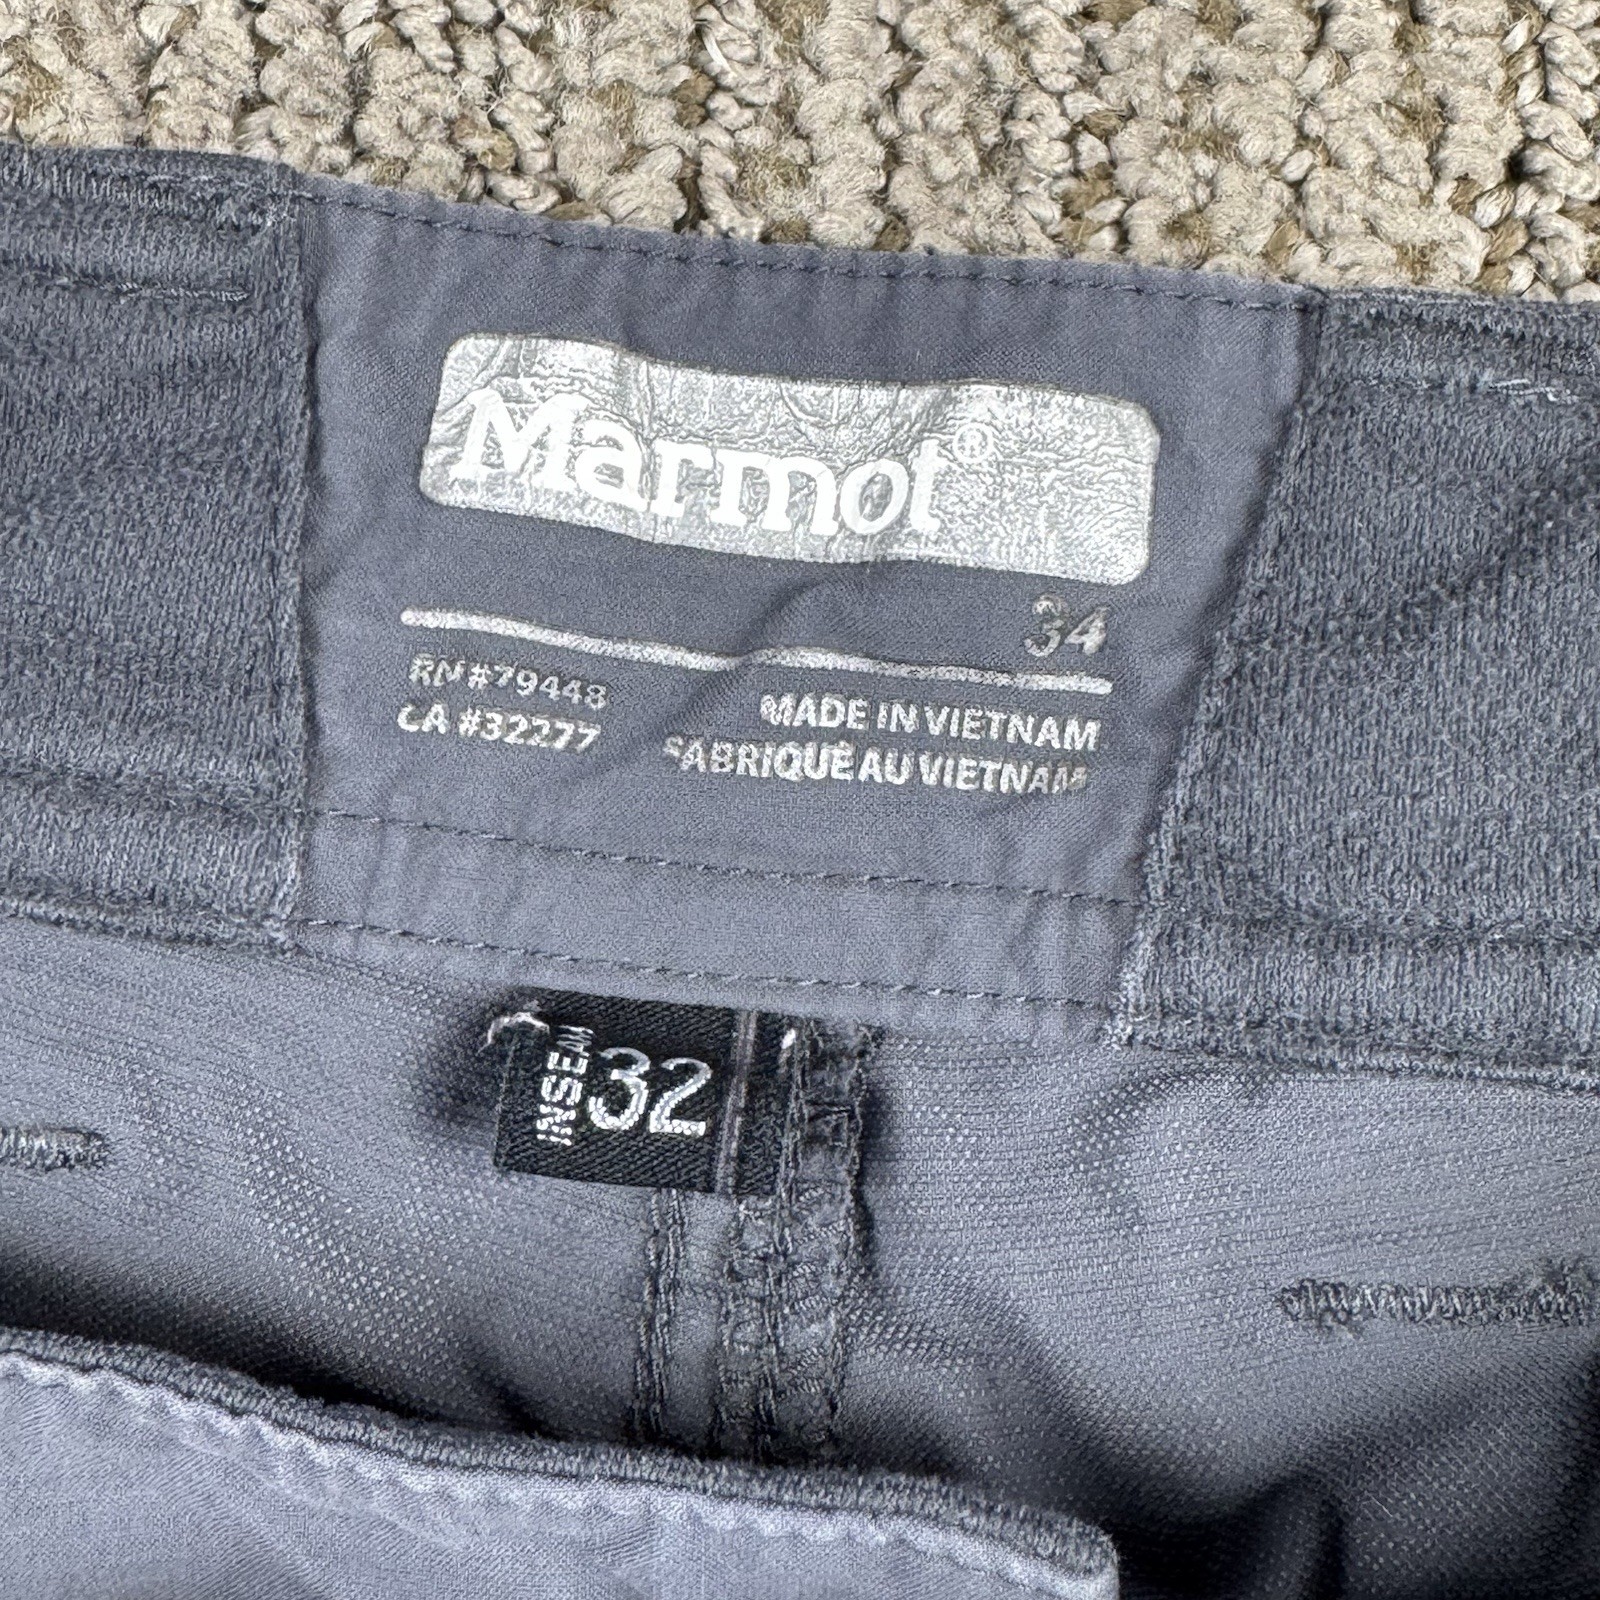 Marmot®
34
RN #79448
CA #32277
MADE IN VIETNAM
FABRIQUÉ AU VIETNAM
INSEAM 32